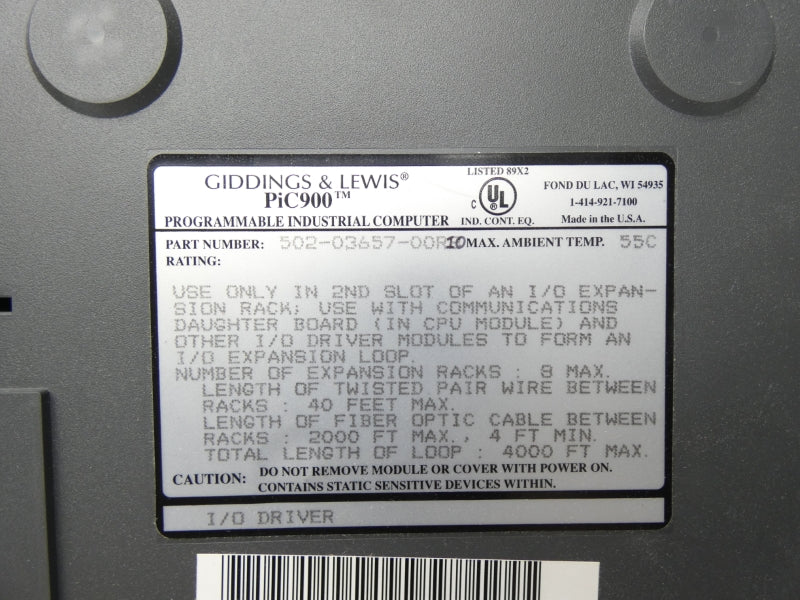 GIDDINGS & LEWIS®
PiC900™
PROGRAMMABLE INDUSTRIAL COMPUTER
LISTED 89X2
C UL ®
IND. CONT. EQ.
FOND DU LAC, WI 54935
1-414-921-7100
Made in the U.S.A.
PART NUMBER: 502-03657-00R10 MAX. AMBIENT TEMP. 55C
RATING:
USE ONLY IN 2ND SLOT OF AN I/O EXPAN-
SION RACK; USE WITH COMMUNICATIONS
DAUGHTER BOARD (IN CPU MODULE) AND
OTHER I/O DRIVER MODULES TO FORM AN
I/O EXPANSION LOOP.
NUMBER OF EXPANSION RACKS : 8 MAX.
LENGTH OF TWISTED PAIR WIRE BETWEEN
RACKS : 40 FEET MAX.
LENGTH OF FIBER OPTIC CABLE BETWEEN
RACKS : 2000 FT MAX., 4 FT MIN.
TOTAL LENGTH OF LOOP : 4000 FT MAX.
CAUTION: DO NOT REMOVE MODULE OR COVER WITH POWER ON.
CONTAINS STATIC SENSITIVE DEVICES WITHIN.
I/O DRIVER